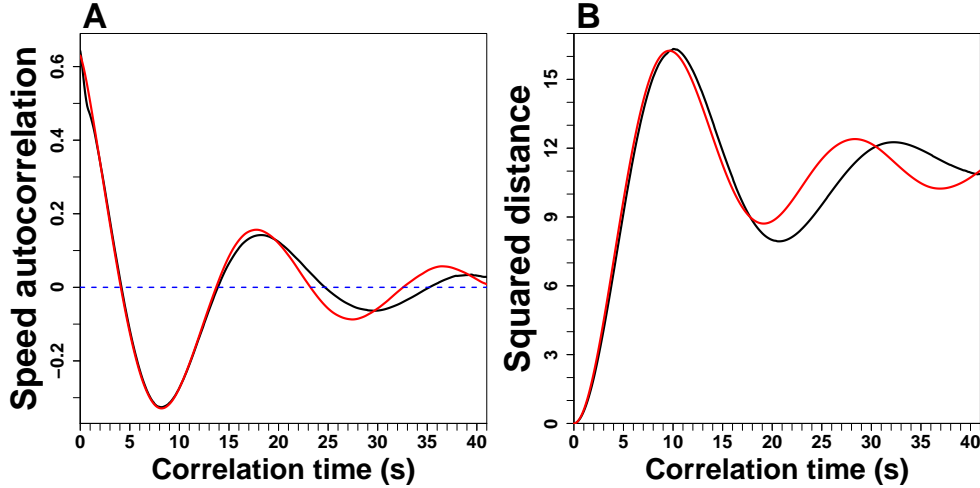 A
Speed autocorrelation
0.6
0.4
0.2
0
−0.2
0 5 10 15 20 25 30 35 40
Correlation time (s)
B
Squared distance
15
12
9
6
3
0
0 5 10 15 20 25 30 35 40
Correlation time (s)